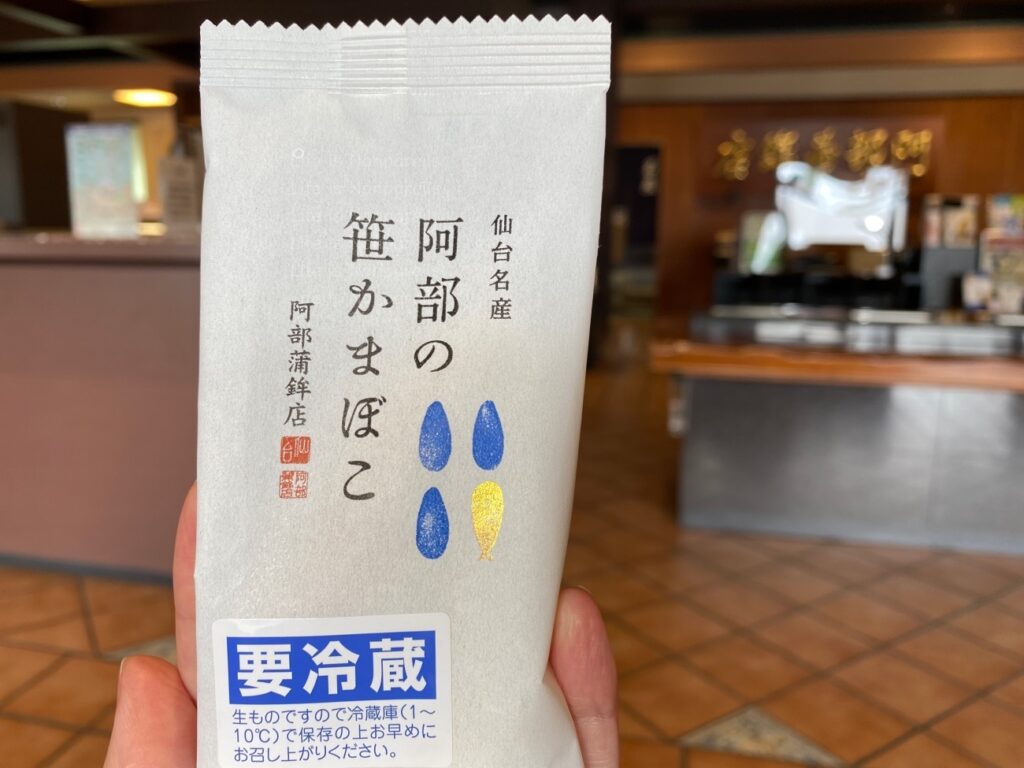 仙台名産
阿部の
笹かまぼこ
阿部蒲鉾店
仙台
要冷蔵
生ものですので冷蔵庫(1〜
10℃)で保存の上お早めに
お召し上がりください。